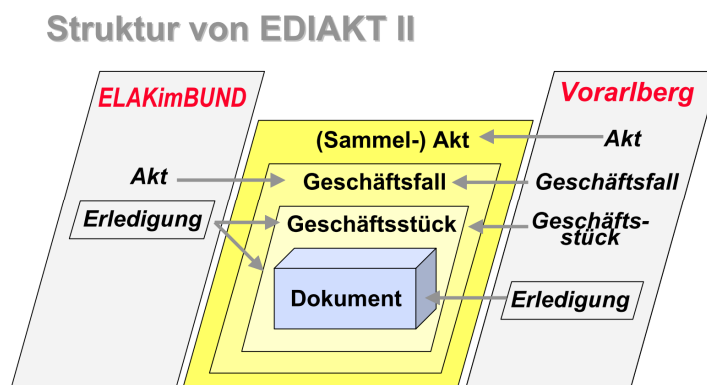 Struktur von EDIAKT II
ELAKimBUND
Vorarlberg
(Sammel-) Akt
Akt
Akt
Geschäftsfall
Geschäftsfall
Erledigung
Geschäftsstück
Geschäfts-
stück
Dokument
Erledigung